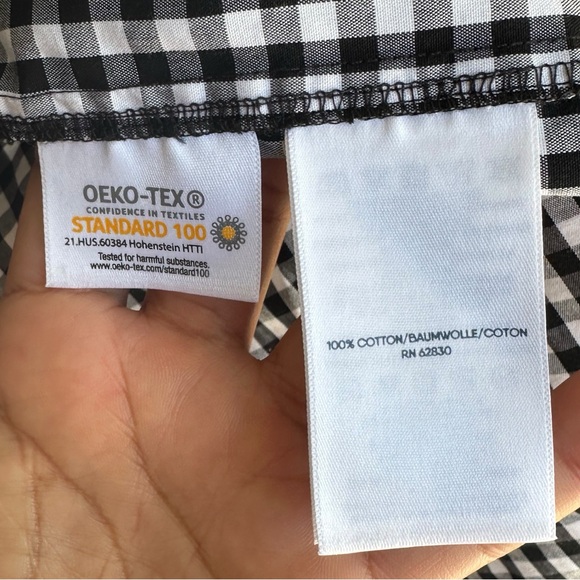 OEKO-TEX®
CONFIDENCE IN TEXTILES
STANDARD 100
21.HUS.60384 Hohenstein HTTI
Tested for harmful substances.
www.oeko-tex.com/standard100
100% COTTON/BAUMWOLLE/COTON
RN 62830